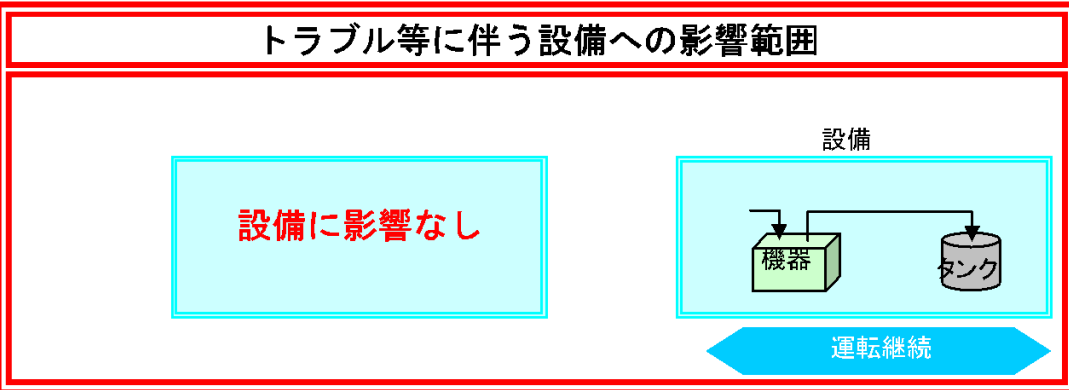 トラブル等に伴う設備への影響範囲
設備
設備に影響なし
機器
タンク
運転継続